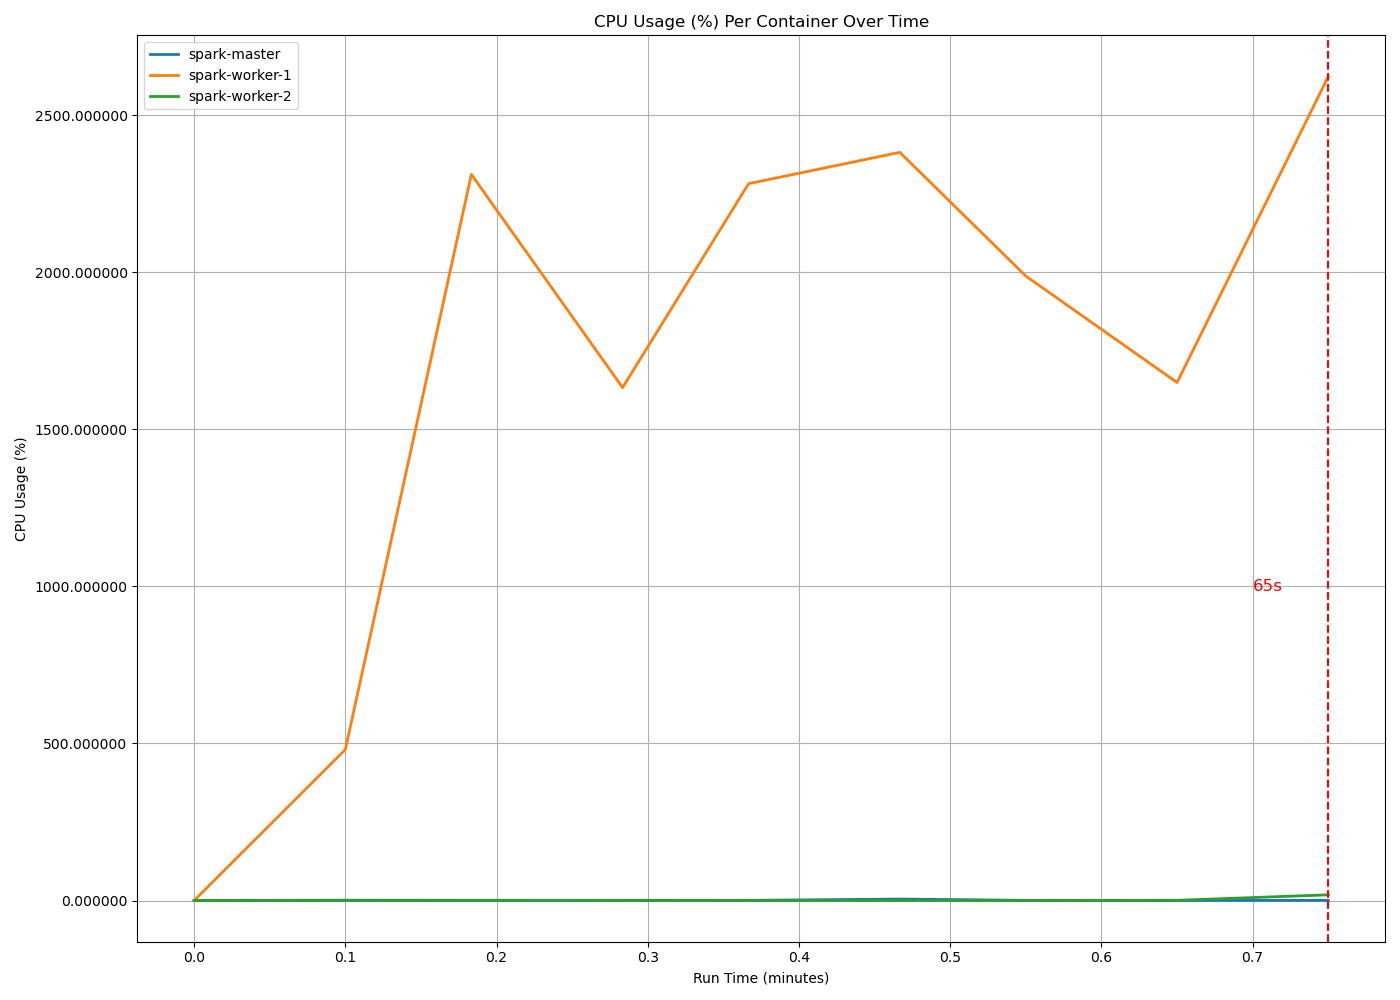 CPU Usage (%) Per Container Over Time
spark-master
spark-worker-1
spark-worker-2
2500.000000
2000.000000
1500.000000
1000.000000
500.000000
0.000000
CPU Usage (%)
65s
0.0 0.1 0.2 0.3 0.4 0.5 0.6 0.7
Run Time (minutes)